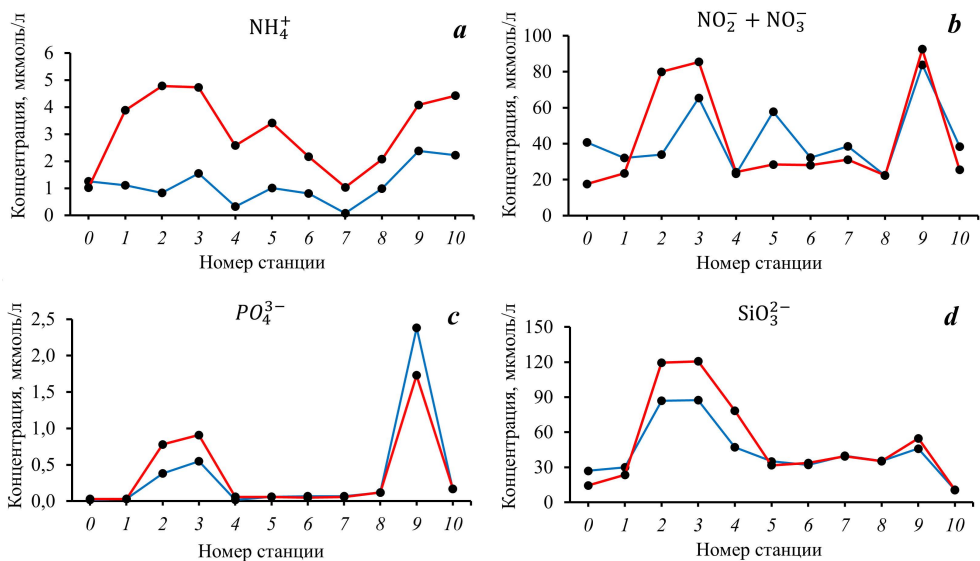 NH₄⁺ a
Концентрация, мкмоль/л
6
5
4
3
2
1
0
0 1 2 3 4 5 6 7 8 9 10
Номер станции
NO₂⁻ + NO₃⁻ b
Концентрация, мкмоль/л
100
80
60
40
20
0
0 1 2 3 4 5 6 7 8 9 10
Номер станции
PO₄³⁻ c
Концентрация, мкмоль/л
2,5
2,0
1,5
1,0
0,5
0,0
0 1 2 3 4 5 6 7 8 9 10
Номер станции
SiO₃²⁻ d
Концентрация, мкмоль/л
150
120
90
60
30
0
0 1 2 3 4 5 6 7 8 9 10
Номер станции